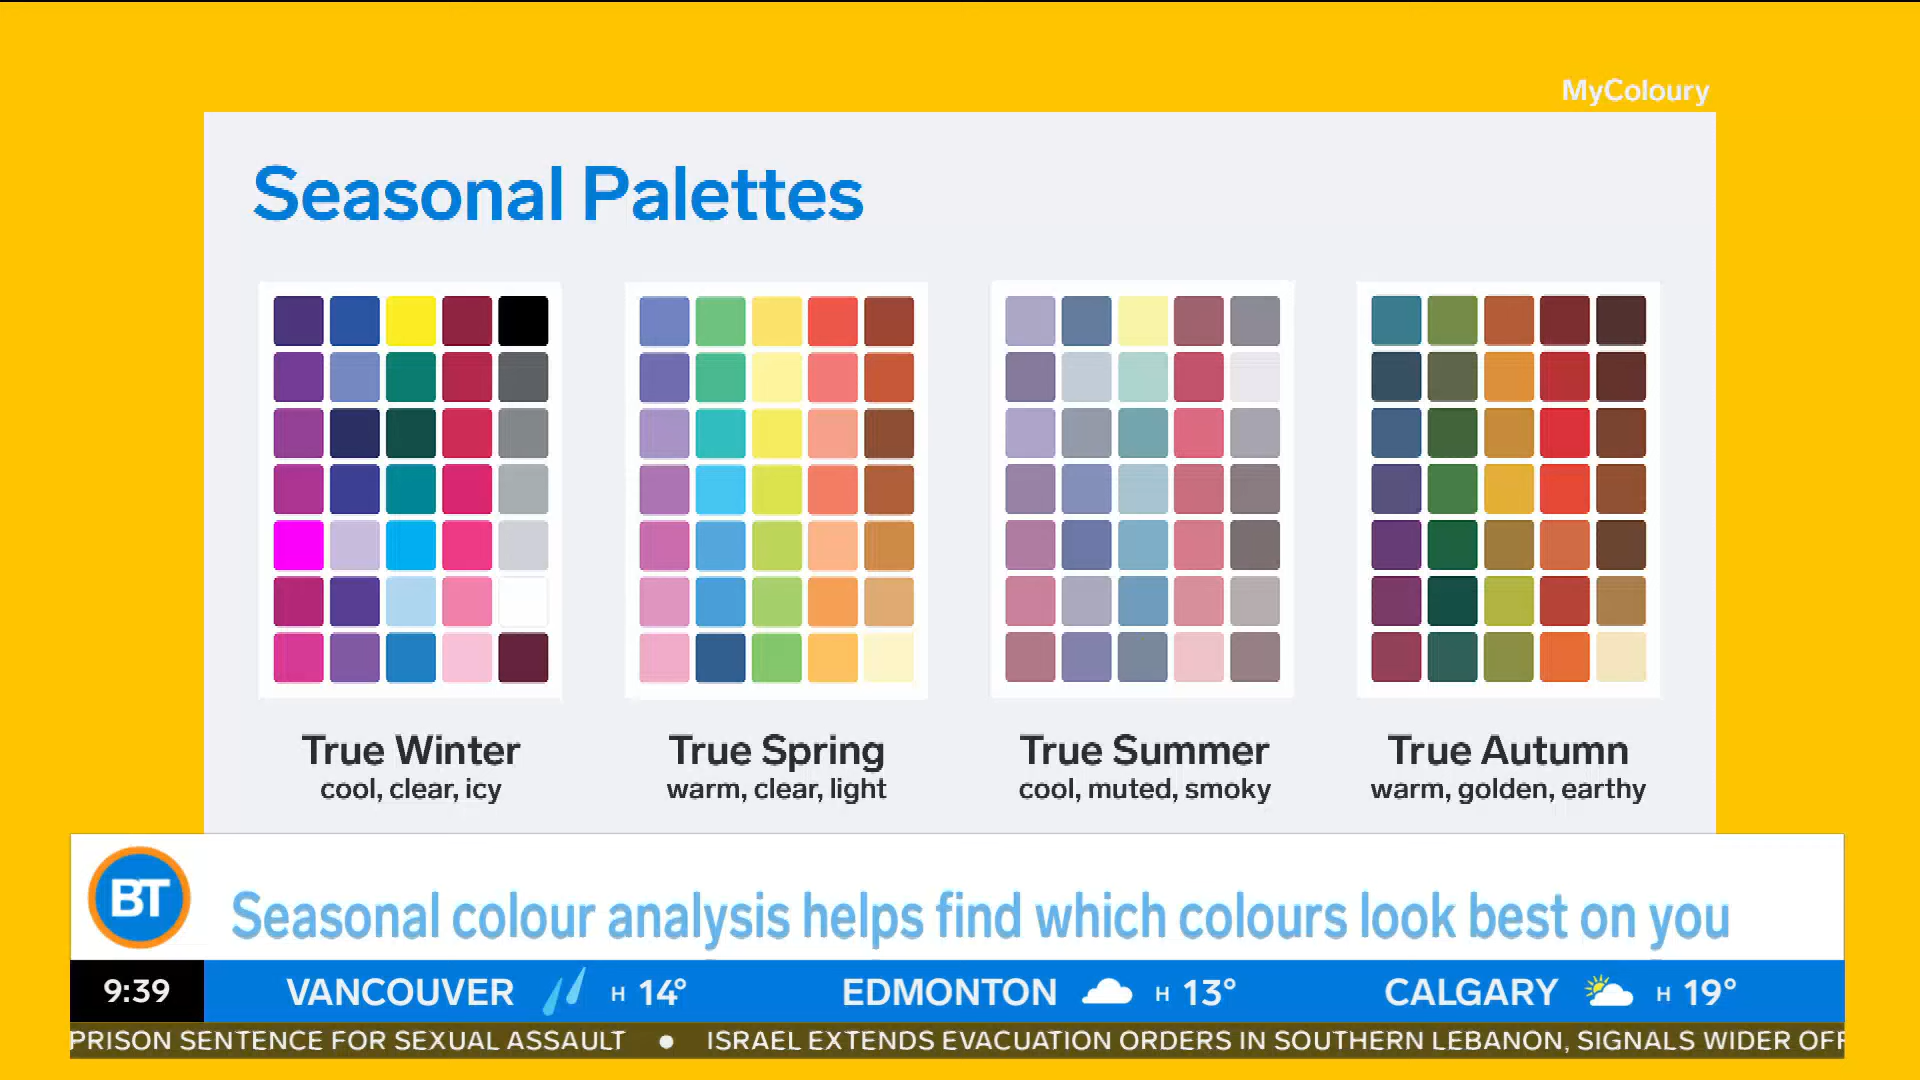 MyColoury
Seasonal Palettes
True Winter
cool, clear, icy
True Spring
warm, clear, light
True Summer
cool, muted, smoky
True Autumn
warm, golden, earthy
BT
Seasonal colour analysis helps find which colours look best on you
9:39 VANCOUVER H 14° EDMONTON H 13° CALGARY H 19°
PRISON SENTENCE FOR SEXUAL ASSAULT ● ISRAEL EXTENDS EVACUATION ORDERS IN SOUTHERN LEBANON, SIGNALS WIDER